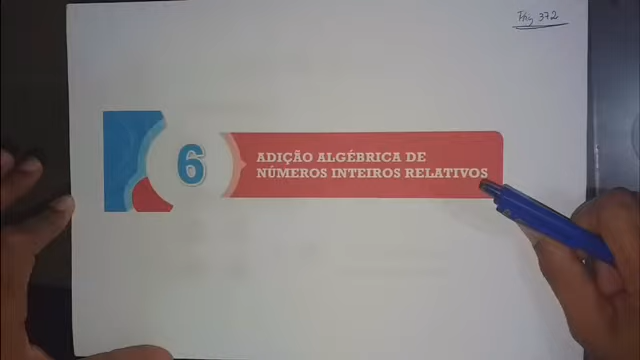 Pág 372
6
ADIÇÃO ALGÉBRICA DE
NÚMEROS INTEIROS RELATIVOS